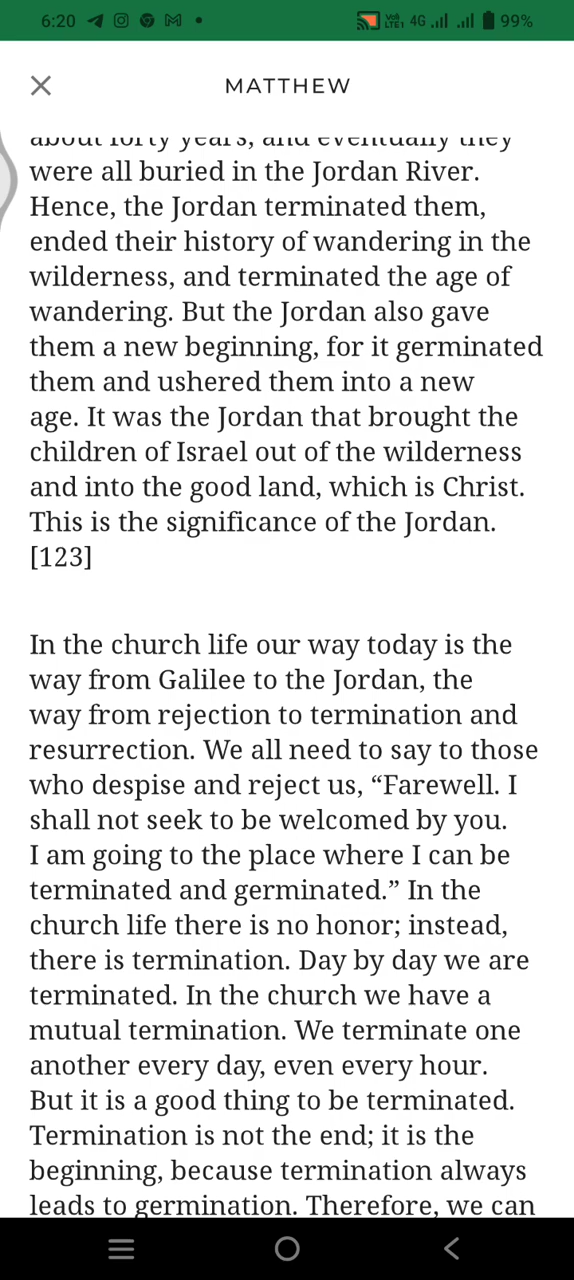 6:20
VoI) LTE1 4G 99%
MATTHEW
about forty years, and eventually they
were all buried in the Jordan River.
Hence, the Jordan terminated them,
ended their history of wandering in the
wilderness, and terminated the age of
wandering. But the Jordan also gave
them a new beginning, for it germinated
them and ushered them into a new
age. It was the Jordan that brought the
children of Israel out of the wilderness
and into the good land, which is Christ.
This is the significance of the Jordan.
[123]
In the church life our way today is the
way from Galilee to the Jordan, the
way from rejection to termination and
resurrection. We all need to say to those
who despise and reject us, “Farewell. I
shall not seek to be welcomed by you.
I am going to the place where I can be
terminated and germinated.” In the
church life there is no honor; instead,
there is termination. Day by day we are
terminated. In the church we have a
mutual termination. We terminate one
another every day, even every hour.
But it is a good thing to be terminated.
Termination is not the end; it is the
beginning, because termination always
leads to germination. Therefore, we can